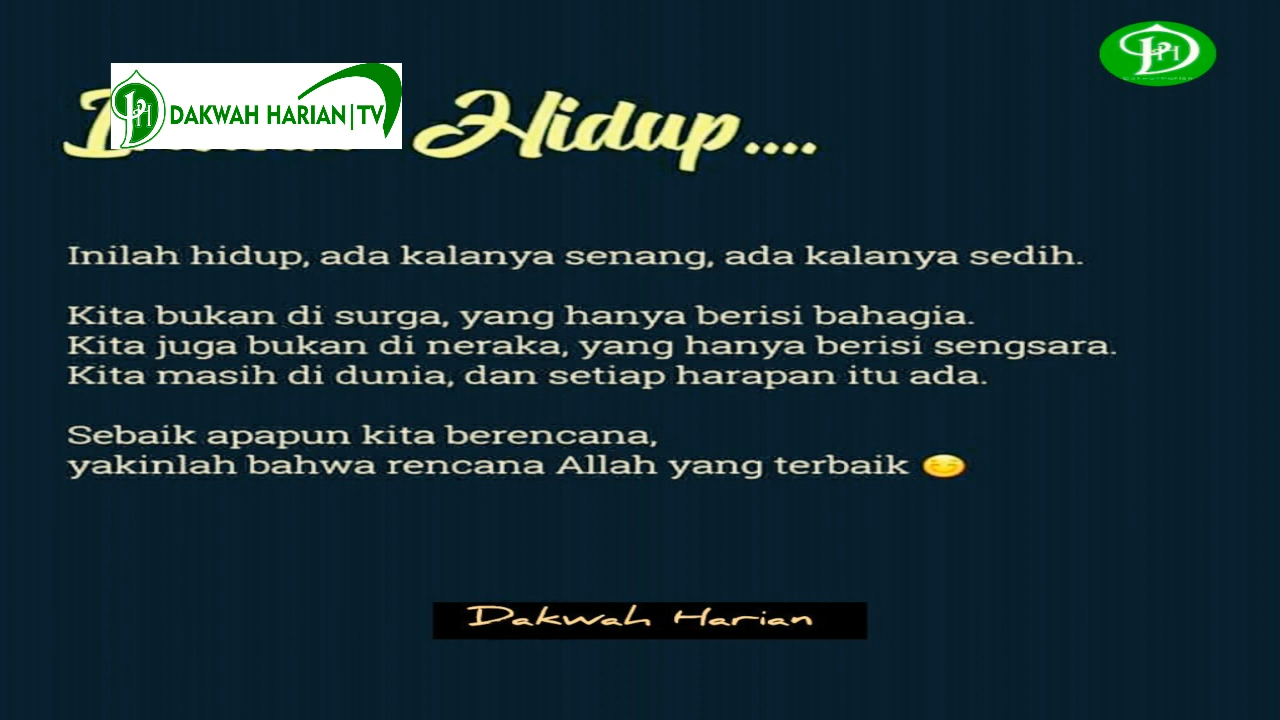 DAKWAH HARIAN|TV
Hidup....
Inilah hidup, ada kalanya senang, ada kalanya sedih.
Kita bukan di surga, yang hanya berisi bahagia.
Kita juga bukan di neraka, yang hanya berisi sengsara.
Kita masih di dunia, dan setiap harapan itu ada.
Sebaik apapun kita berencana,
yakinlah bahwa rencana Allah yang terbaik 😊
Dakwah Harian